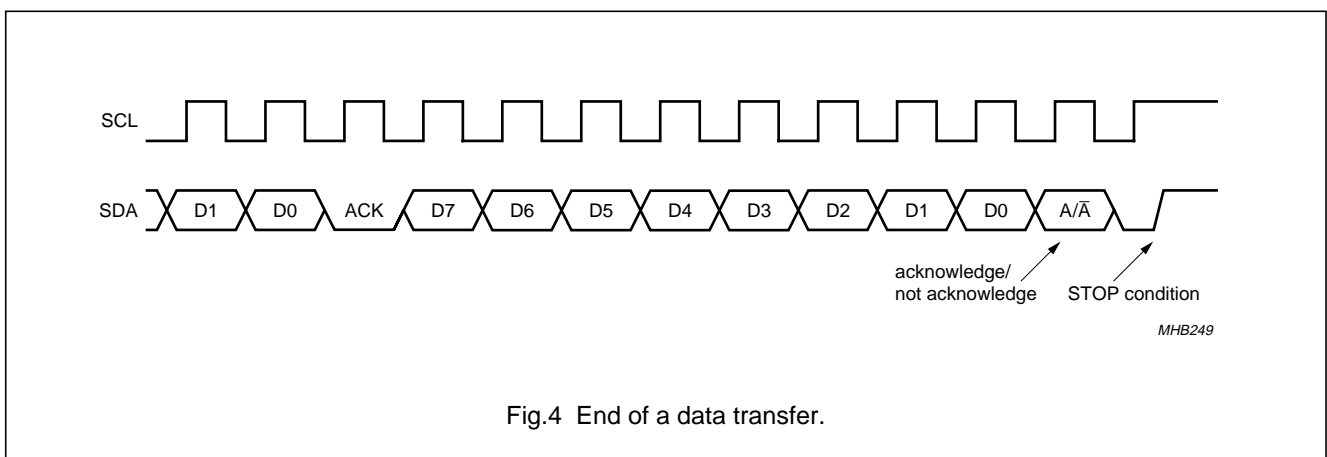 SCL
SDA D1 D0 ACK D7 D6 D5 D4 D3 D2 D1 D0 A/A̅
acknowledge/
not acknowledge STOP condition
MHB249
Fig.4 End of a data transfer.